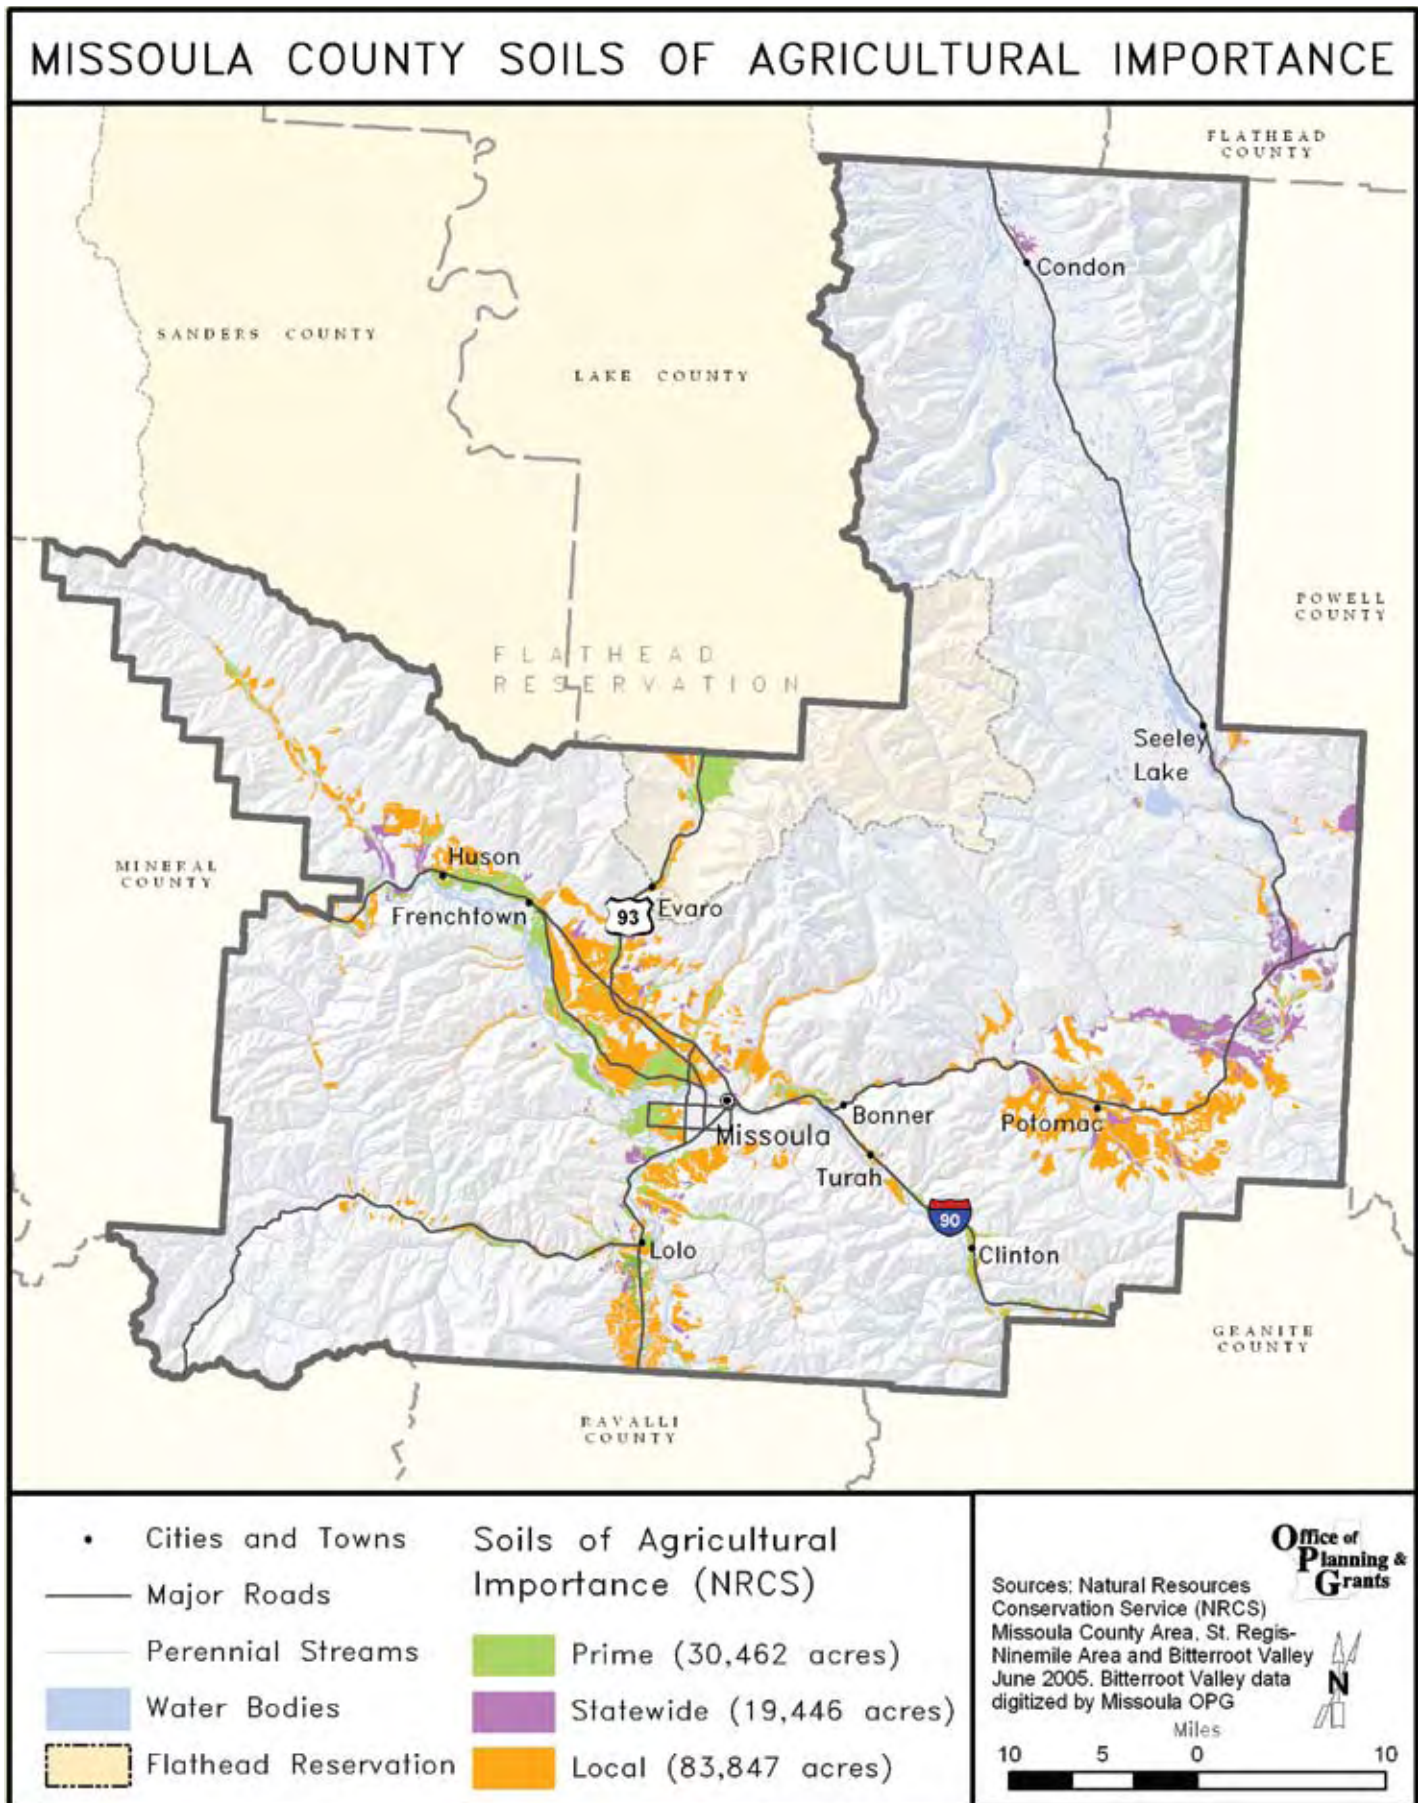 MISSOULA COUNTY SOILS OF AGRICULTURAL IMPORTANCE
FLATHEAD
COUNTY
Condon
SANDERS COUNTY
LAKE COUNTY
POWELL
COUNTY
FLATHEAD
RESERVATION
Seeley
Lake
MINERAL
COUNTY
Huson
Frenchtown
93
Evaro
Missoula
Bonner
Potomac
Turah
90
Lolo
Clinton
GRANITE
COUNTY
RAVALLI
COUNTY
Cities and Towns
Major Roads
Perennial Streams
Water Bodies
Flathead Reservation
Soils of Agricultural
Importance (NRCS)
Prime (30,462 acres)
Statewide (19,446 acres)
Local (83,847 acres)
Office of
Planning &
Grants
Sources: Natural Resources
Conservation Service (NRCS)
Missoula County Area, St. Regis-
Ninemile Area and Bitterroot Valley
June 2005. Bitterroot Valley data
digitized by Missoula OPG
N
Miles
10 5 0 10